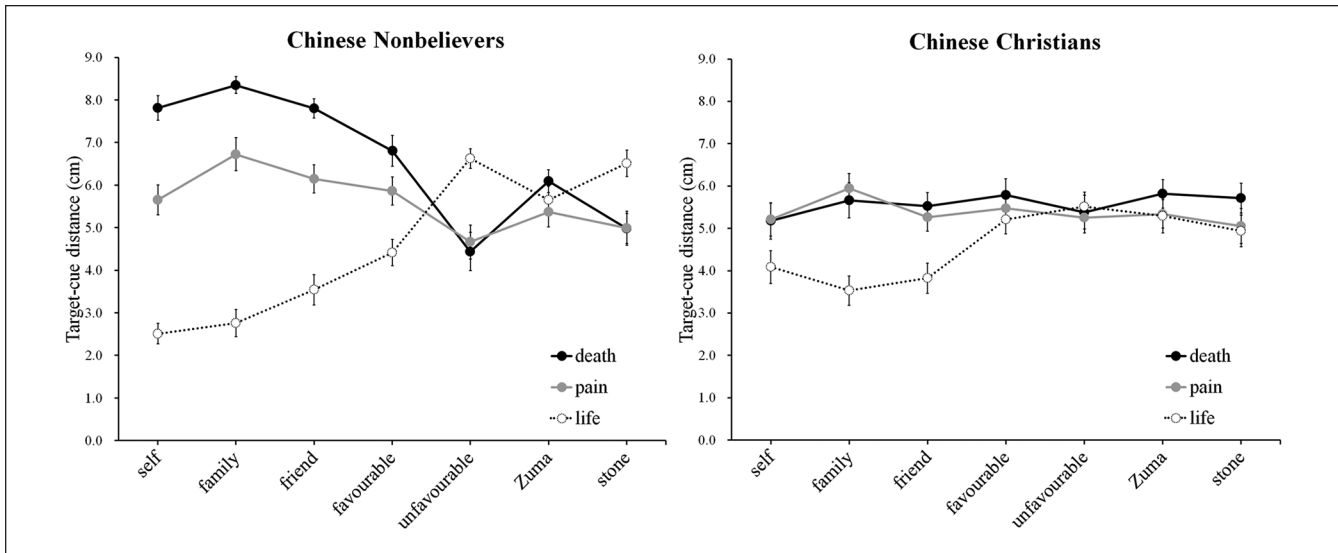 Chinese Nonbelievers
Target-cue distance (cm)
9.0
8.0
7.0
6.0
5.0
4.0
3.0
2.0
1.0
0.0
self
family
friend
favourable
unfavourable
Zuma
stone
death
pain
life
Chinese Christians
Target-cue distance (cm)
9.0
8.0
7.0
6.0
5.0
4.0
3.0
2.0
1.0
0.0
self
family
friend
favourable
unfavourable
Zuma
stone
death
pain
life